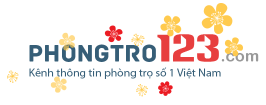 PHONGTRO123.com
Kênh thông tin phòng trọ số 1 Việt Nam